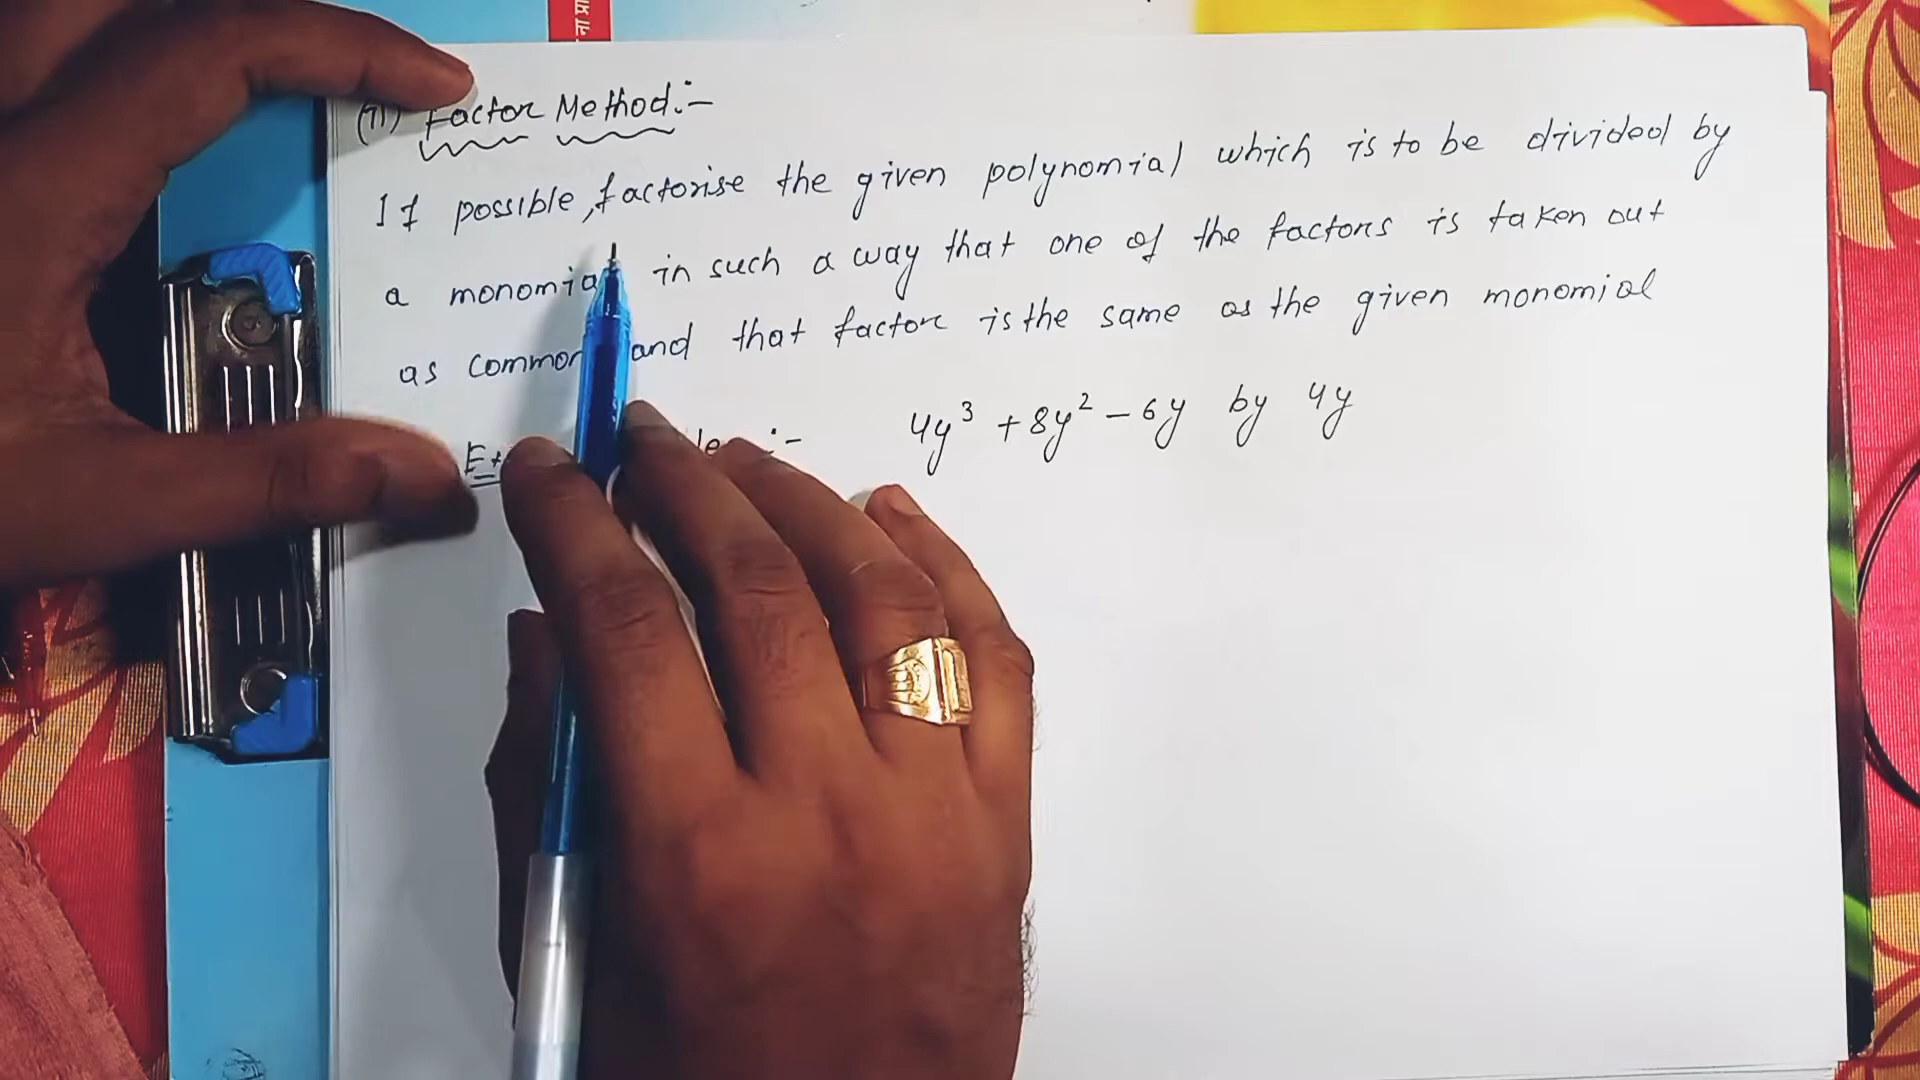 (ii) Factor Method:-
If possible, factorise the given polynomial which is to be divided by
a monomial in such a way that one of the factors is taken out
as common and that factor is the same as the given monomial
4y³ + 8y² - 6y by 4y